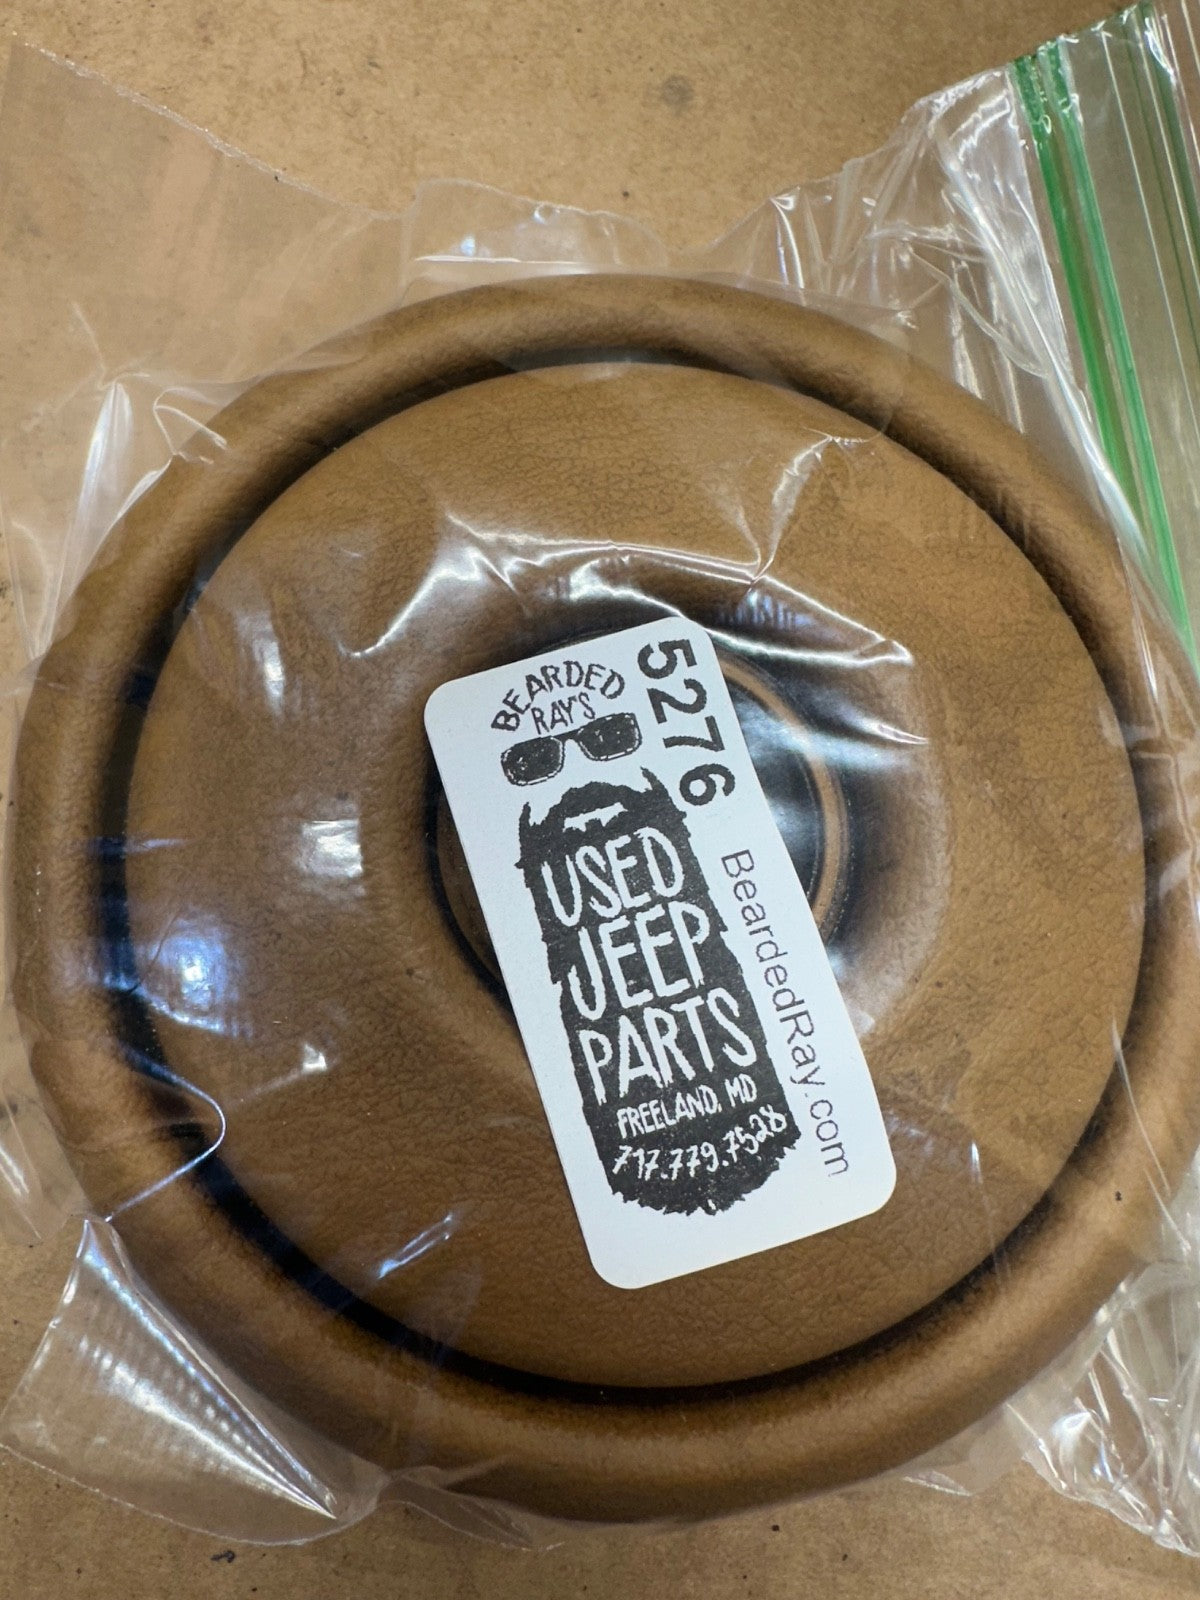 BEARDED
RAY'S
USED
JEEP
PARTS
FREELAND, MD
717.779.7528
5276
BeardedRay.com